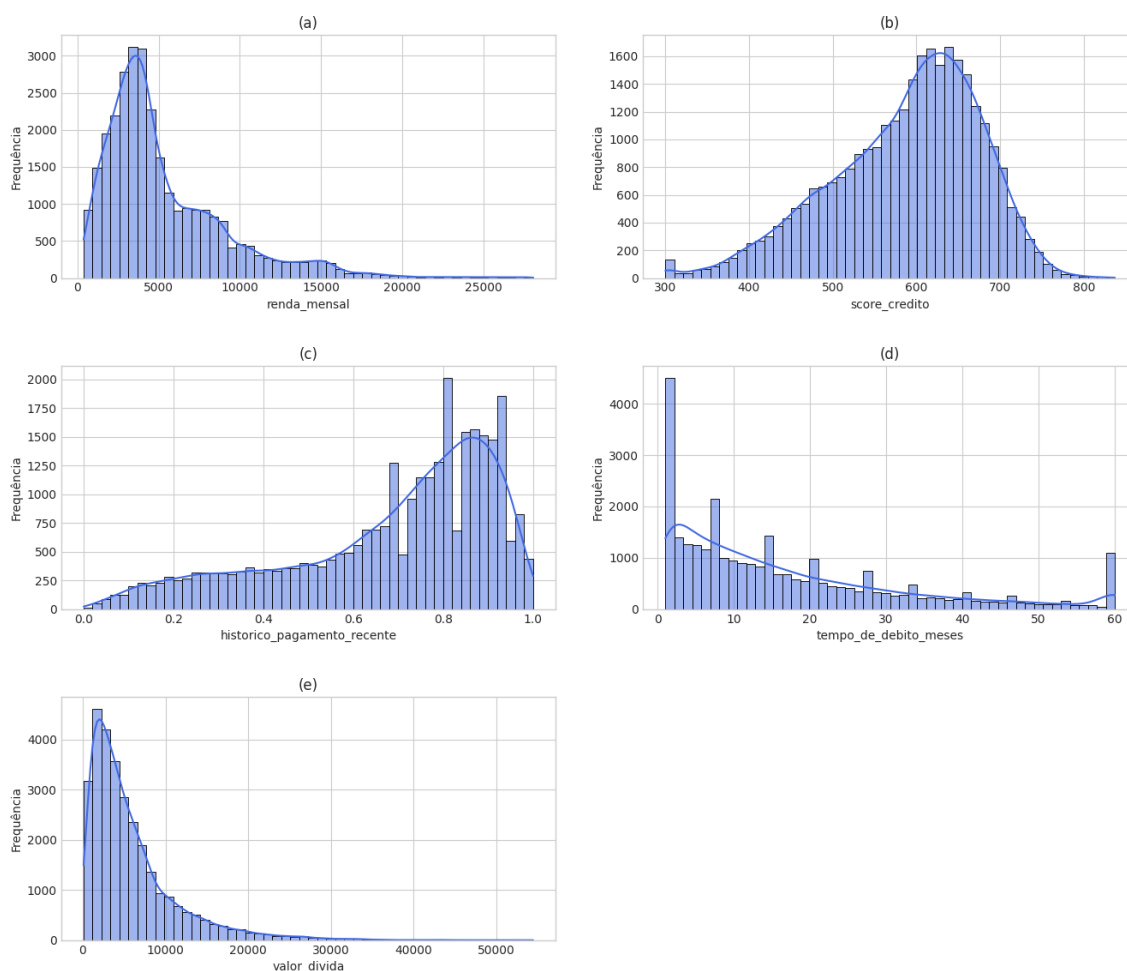 (a)
Frequência
3000
2500
2000
1500
1000
500
0
0 5000 10000 15000 20000 25000
renda_mensal
(b)
Frequência
1600
1400
1200
1000
800
600
400
200
0
300 400 500 600 700 800
score_credito
(c)
Frequência
2000
1750
1500
1250
1000
750
500
250
0
0.0 0.2 0.4 0.6 0.8 1.0
historico_pagamento_recente
(d)
Frequência
4000
3000
2000
1000
0
0 10 20 30 40 50 60
tempo_de_debito_meses
(e)
Frequência
4000
3000
2000
1000
0
0 10000 20000 30000 40000 50000
valor_divida